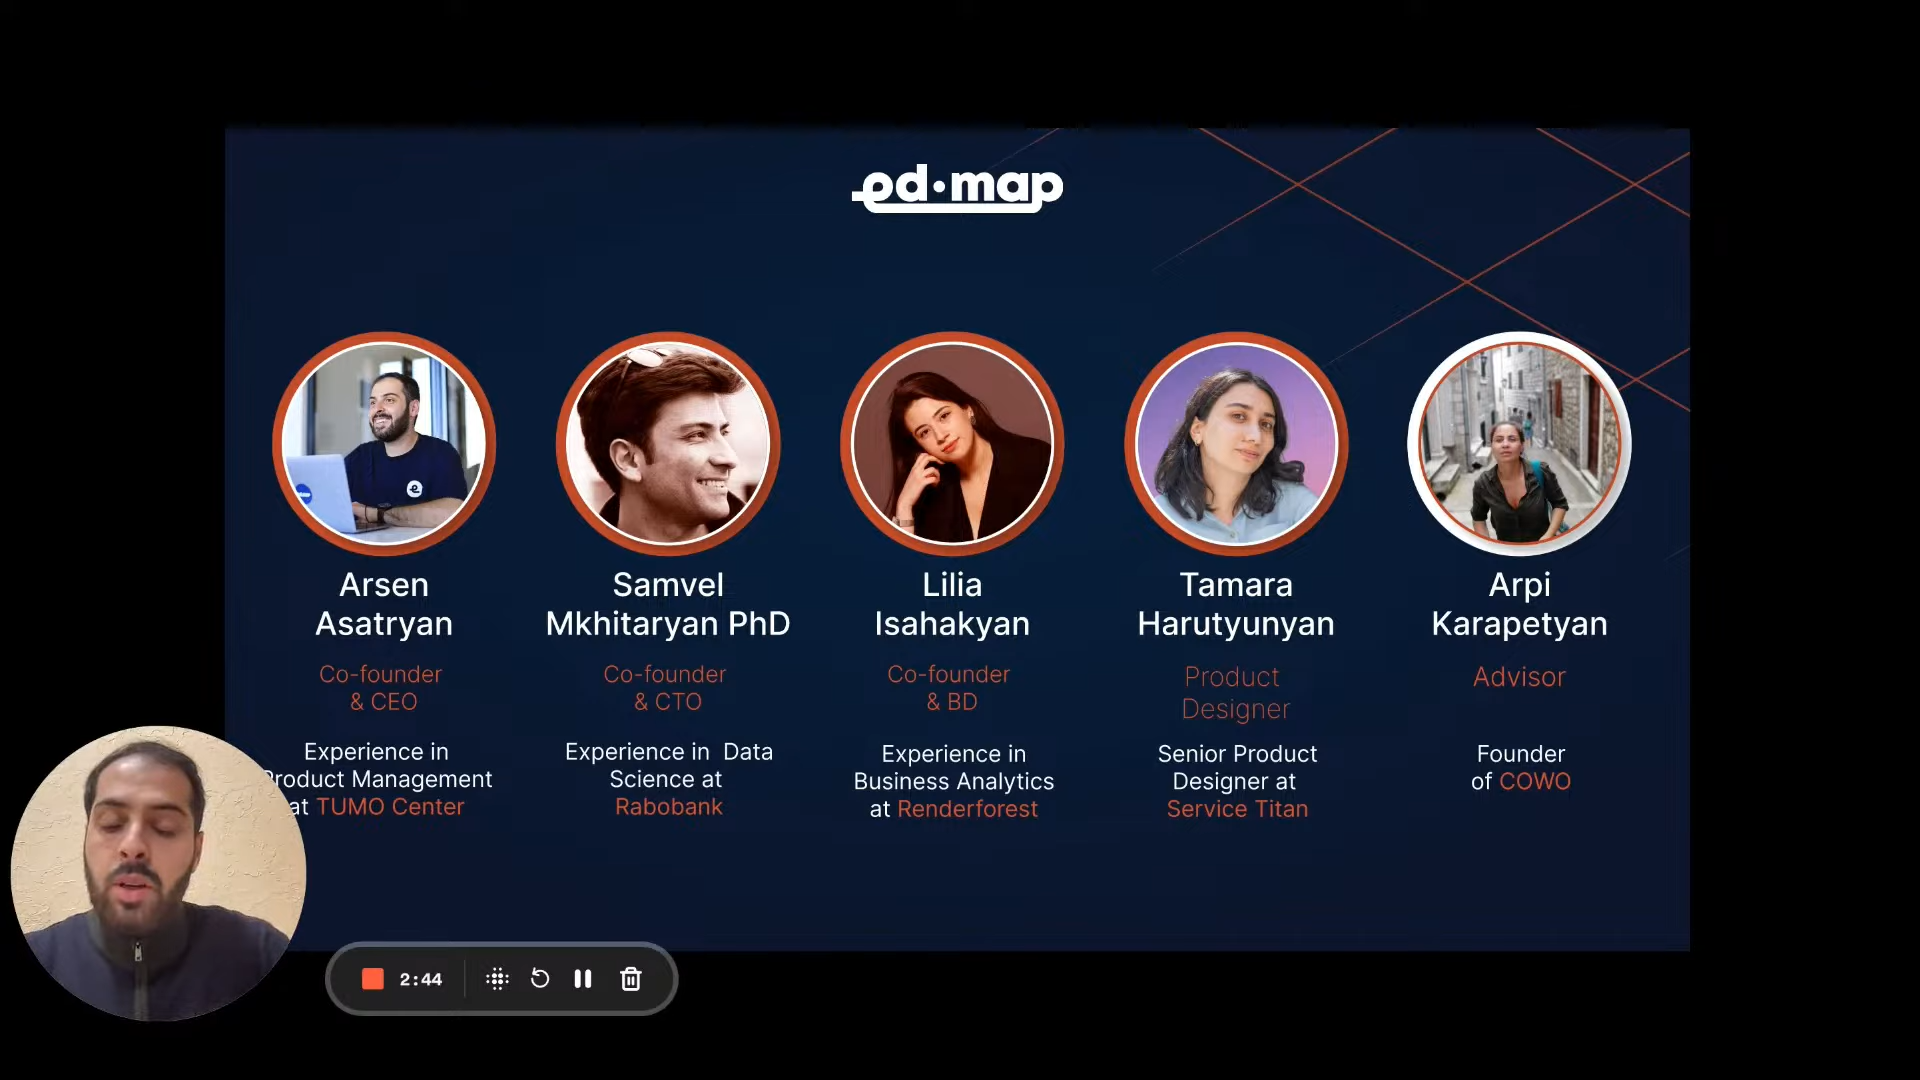 ed•map
Arsen
Asatryan
Co-founder
& CEO
Experience in
Product Management
at TUMO Center
Samvel
Mkhitaryan PhD
Co-founder
& CTO
Experience in Data
Science at
Rabobank
Lilia
Isahakyan
Co-founder
& BD
Experience in
Business Analytics
at Renderforest
Tamara
Harutyunyan
Product
Designer
Senior Product
Designer at
Service Titan
Arpi
Karapetyan
Advisor
Founder
of COWO
2:44